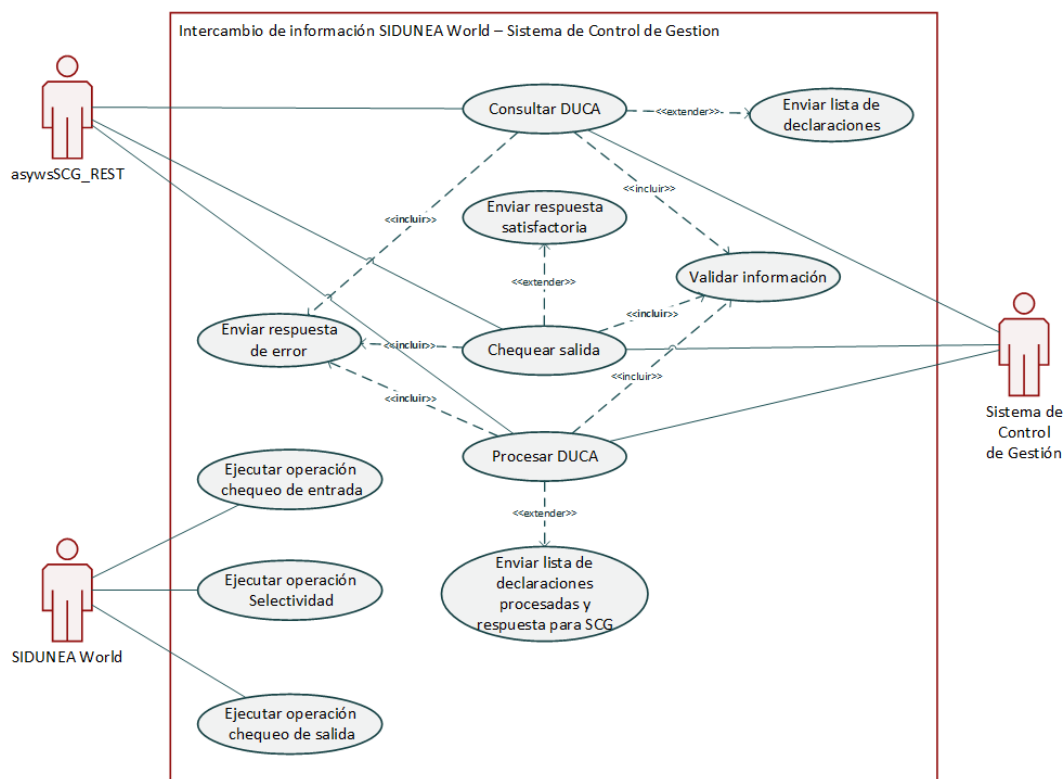 Intercambio de información SIDUNEA World – Sistema de Control de Gestion
asywsSCG_REST
Consultar DUCA
<<extender>>
Enviar lista de
declaraciones
<<incluir>>
<<incluir>>
Enviar respuesta
satisfactoria
<<extender>>
Validar información
Enviar respuesta
de error
<<incluir>>
<<incluir>>
Chequear salida
<<incluir>>
<<incluir>>
Sistema de
Control
de Gestión
Procesar DUCA
<<extender>>
Ejecutar operación
chequeo de entrada
Enviar lista de
declaraciones
procesadas y
respuesta para SCG
Ejecutar operación
Selectividad
SIDUNEA World
Ejecutar operación
chequeo de salida